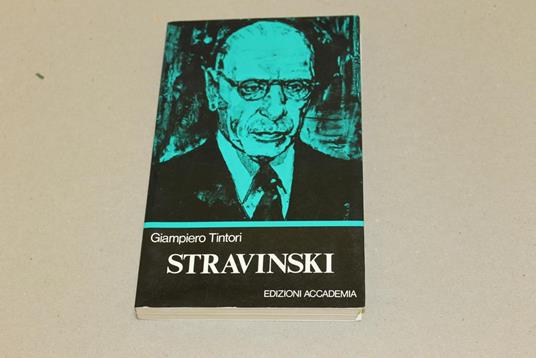 Giampiero Tintori
STRAVINSKI
EDIZIONI ACCADEMIA